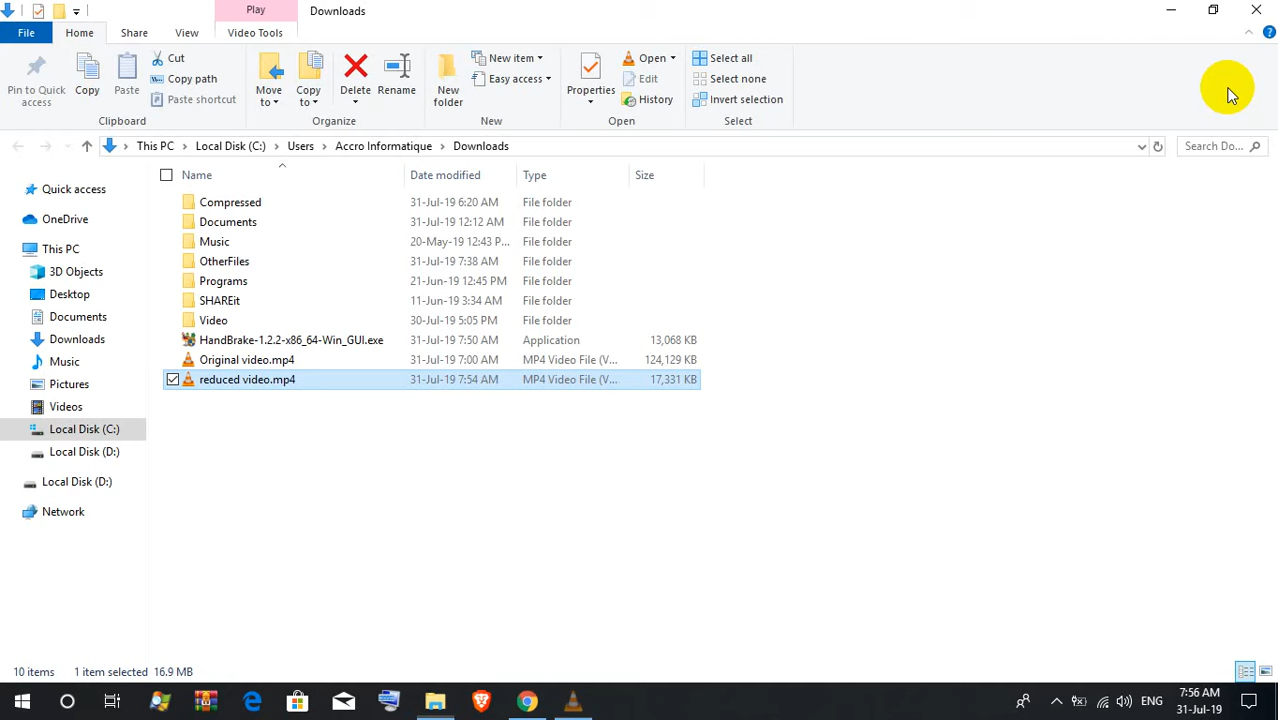 Play Downloads
File Home Share View Video Tools
Pin to Quick access
Copy
Paste
Cut
Copy path
Paste shortcut
Clipboard
Move to
Copy to
Delete
Rename
Organize
New folder
New item
Easy access
New
Properties
Open
Edit
History
Open
Select all
Select none
Invert selection
Select
This PC Local Disk (C:) Users Accro Informatique Downloads Search Do...
Quick access
OneDrive
This PC
3D Objects
Desktop
Documents
Downloads
Music
Pictures
Videos
Local Disk (C:)
Local Disk (D:)
Local Disk (D:)
Network
Name Date modified Type Size
Compressed 31-Jul-19 6:20 AM File folder
Documents 31-Jul-19 12:12 AM File folder
Music 20-May-19 12:43 P... File folder
OtherFiles 31-Jul-19 7:38 AM File folder
Programs 21-Jun-19 12:45 PM File folder
SHAREit 11-Jun-19 3:34 AM File folder
Video 30-Jul-19 5:05 PM File folder
HandBrake-1.2.2-x86_64-Win_GUI.exe 31-Jul-19 7:50 AM Application 13,068 KB
Original video.mp4 31-Jul-19 7:00 AM MP4 Video File (V... 124,129 KB
reduced video.mp4 31-Jul-19 7:54 AM MP4 Video File (V... 17,331 KB
10 items 1 item selected 16.9 MB
ENG
7:56 AM
31-Jul-19